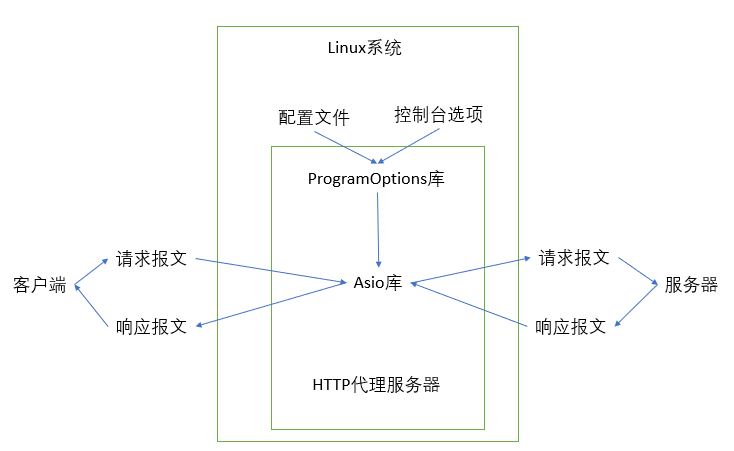 Linux系统
配置文件
控制台选项
ProgramOptions库
请求报文
请求报文
客户端
Asio库
服务器
响应报文
响应报文
HTTP代理服务器